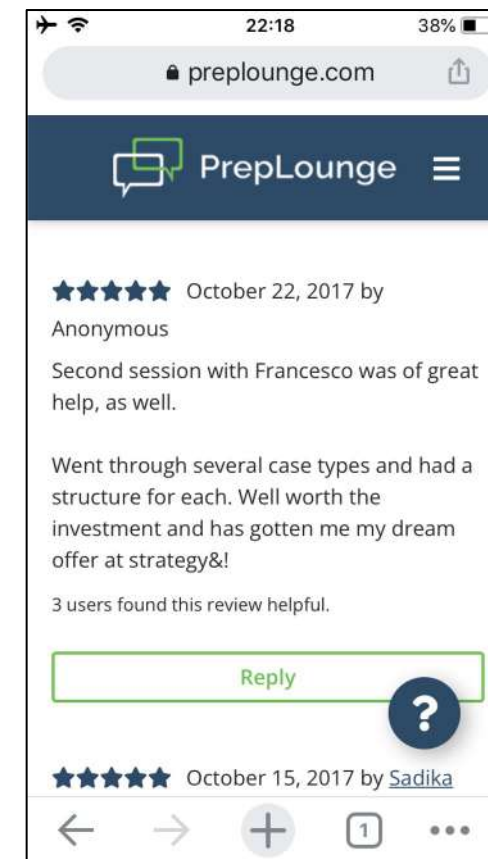 22:18
38%
preplounge.com
PrepLounge
October 22, 2017 by
Anonymous
Second session with Francesco was of great
help, as well.
Went through several case types and had a
structure for each. Well worth the
investment and has gotten me my dream
offer at strategy&!
3 users found this review helpful.
Reply
?
October 15, 2017 by Sadika
1